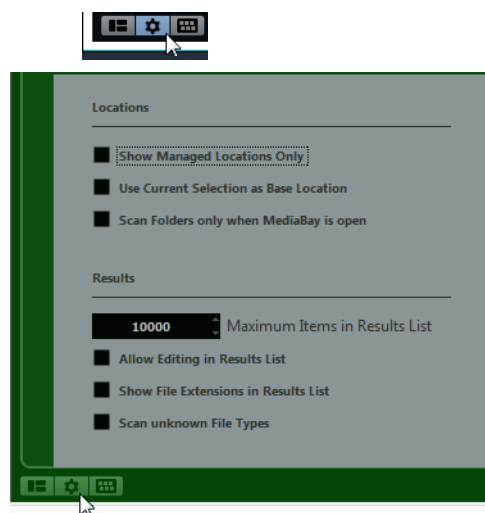 Locations
Show Managed Locations Only
Use Current Selection as Base Location
Scan Folders only when MediaBay is open
Results
10000 Maximum Items in Results List
Allow Editing in Results List
Show File Extensions in Results List
Scan unknown File Types